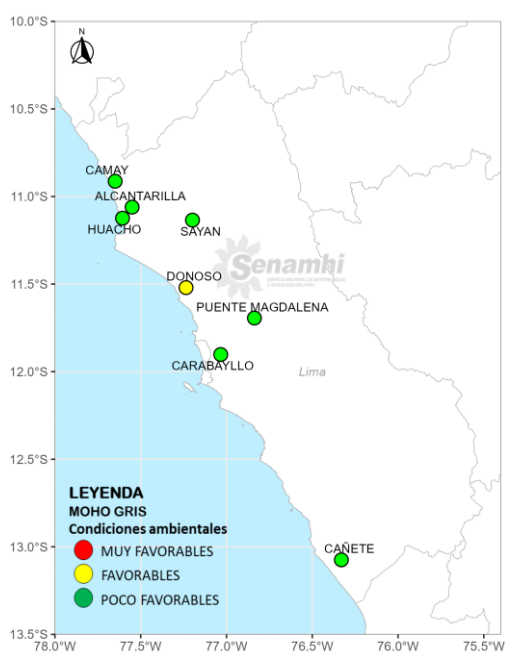 10.0°S
N
10.5°S
CAMAY
11.0°S
ALCANTARILLA
HUACHO
SAYAN
Senamhi
11.5°S
DONOSO
PUENTE MAGDALENA
12.0°S
CARABAYLLO
Lima
12.5°S
LEYENDA
MOHO GRIS
Condiciones ambientales
MUY FAVORABLES
FAVORABLES
POCO FAVORABLES
13.0°S
CAÑETE
13.5°S
78.0°W 77.5°W 77.0°W 76.5°W 76.0°W 75.5°W